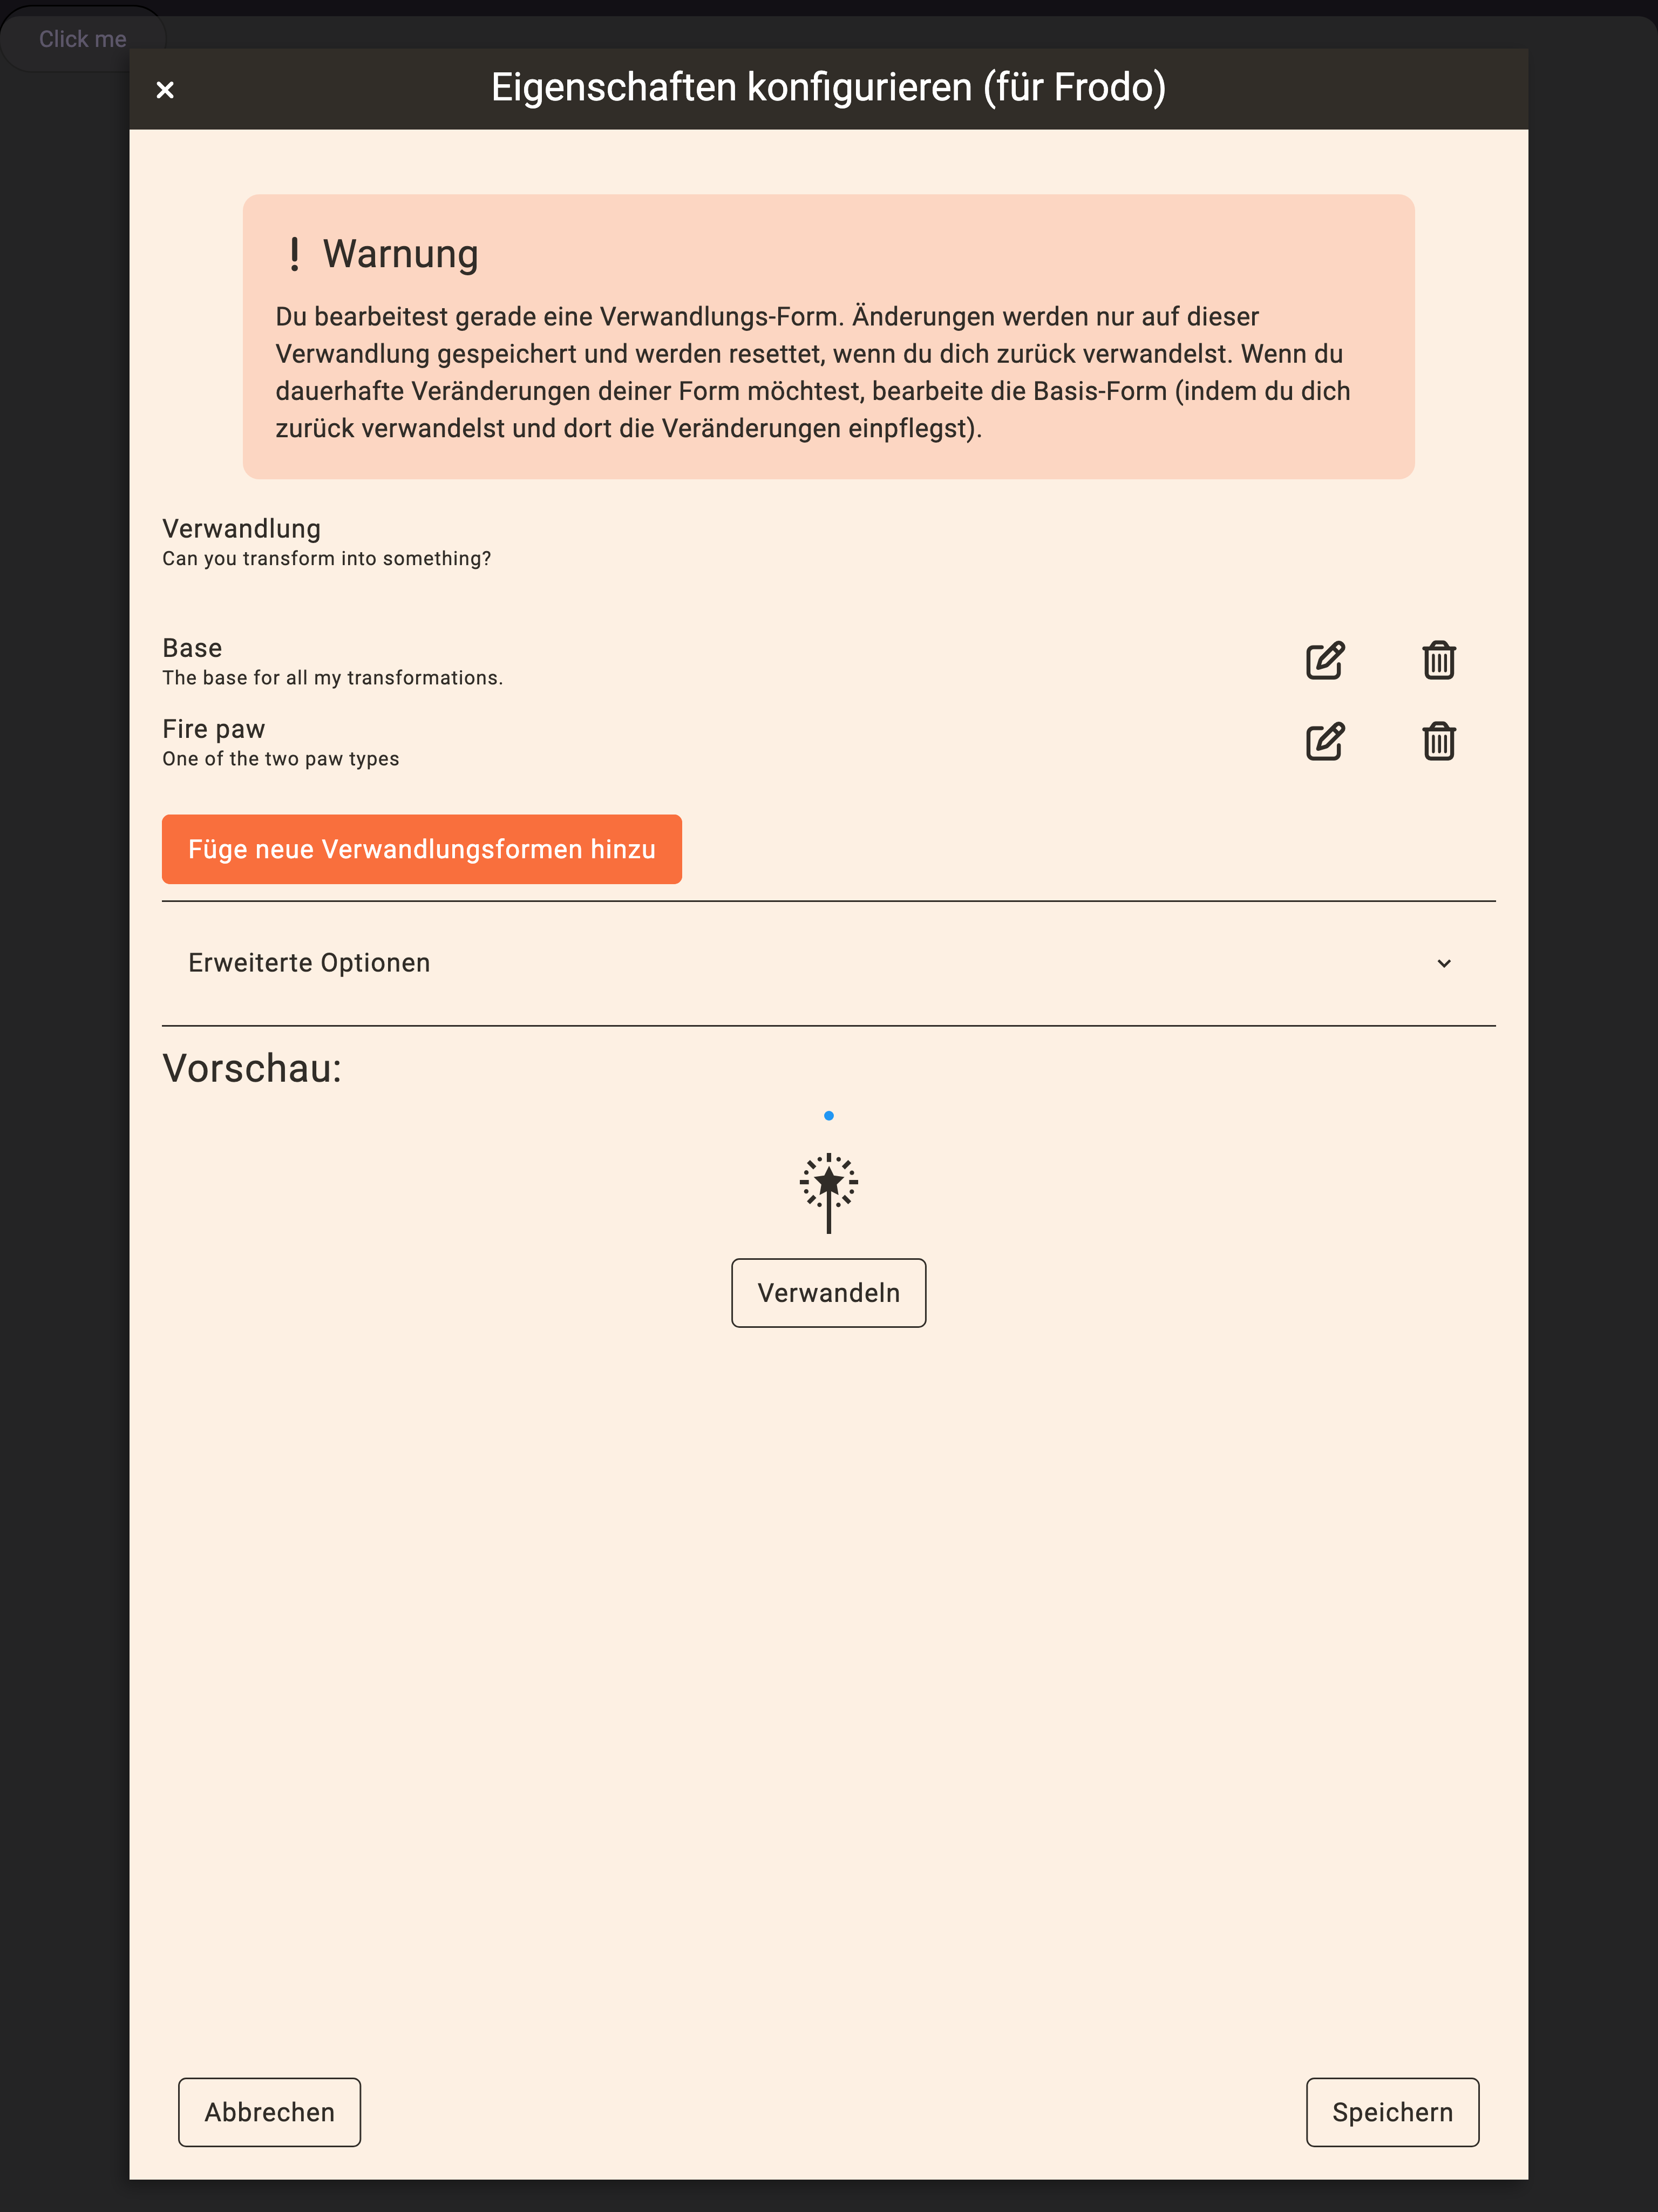 Click me
Eigenschaften konfigurieren (für Frodo)
Warnung
Du bearbeitest gerade eine Verwandlungs-Form. Änderungen werden nur auf dieser
Verwandlung gespeichert und werden resettet, wenn du dich zurück verwandelst. Wenn du
dauerhafte Veränderungen deiner Form möchtest, bearbeite die Basis-Form (indem du dich
zurück verwandelst und dort die Veränderungen einpflegst).
Verwandlung
Can you transform into something?
Base
The base for all my transformations.
Fire paw
One of the two paw types
Füge neue Verwandlungsformen hinzu
Erweiterte Optionen
Vorschau:
Verwandeln
Abbrechen
Speichern